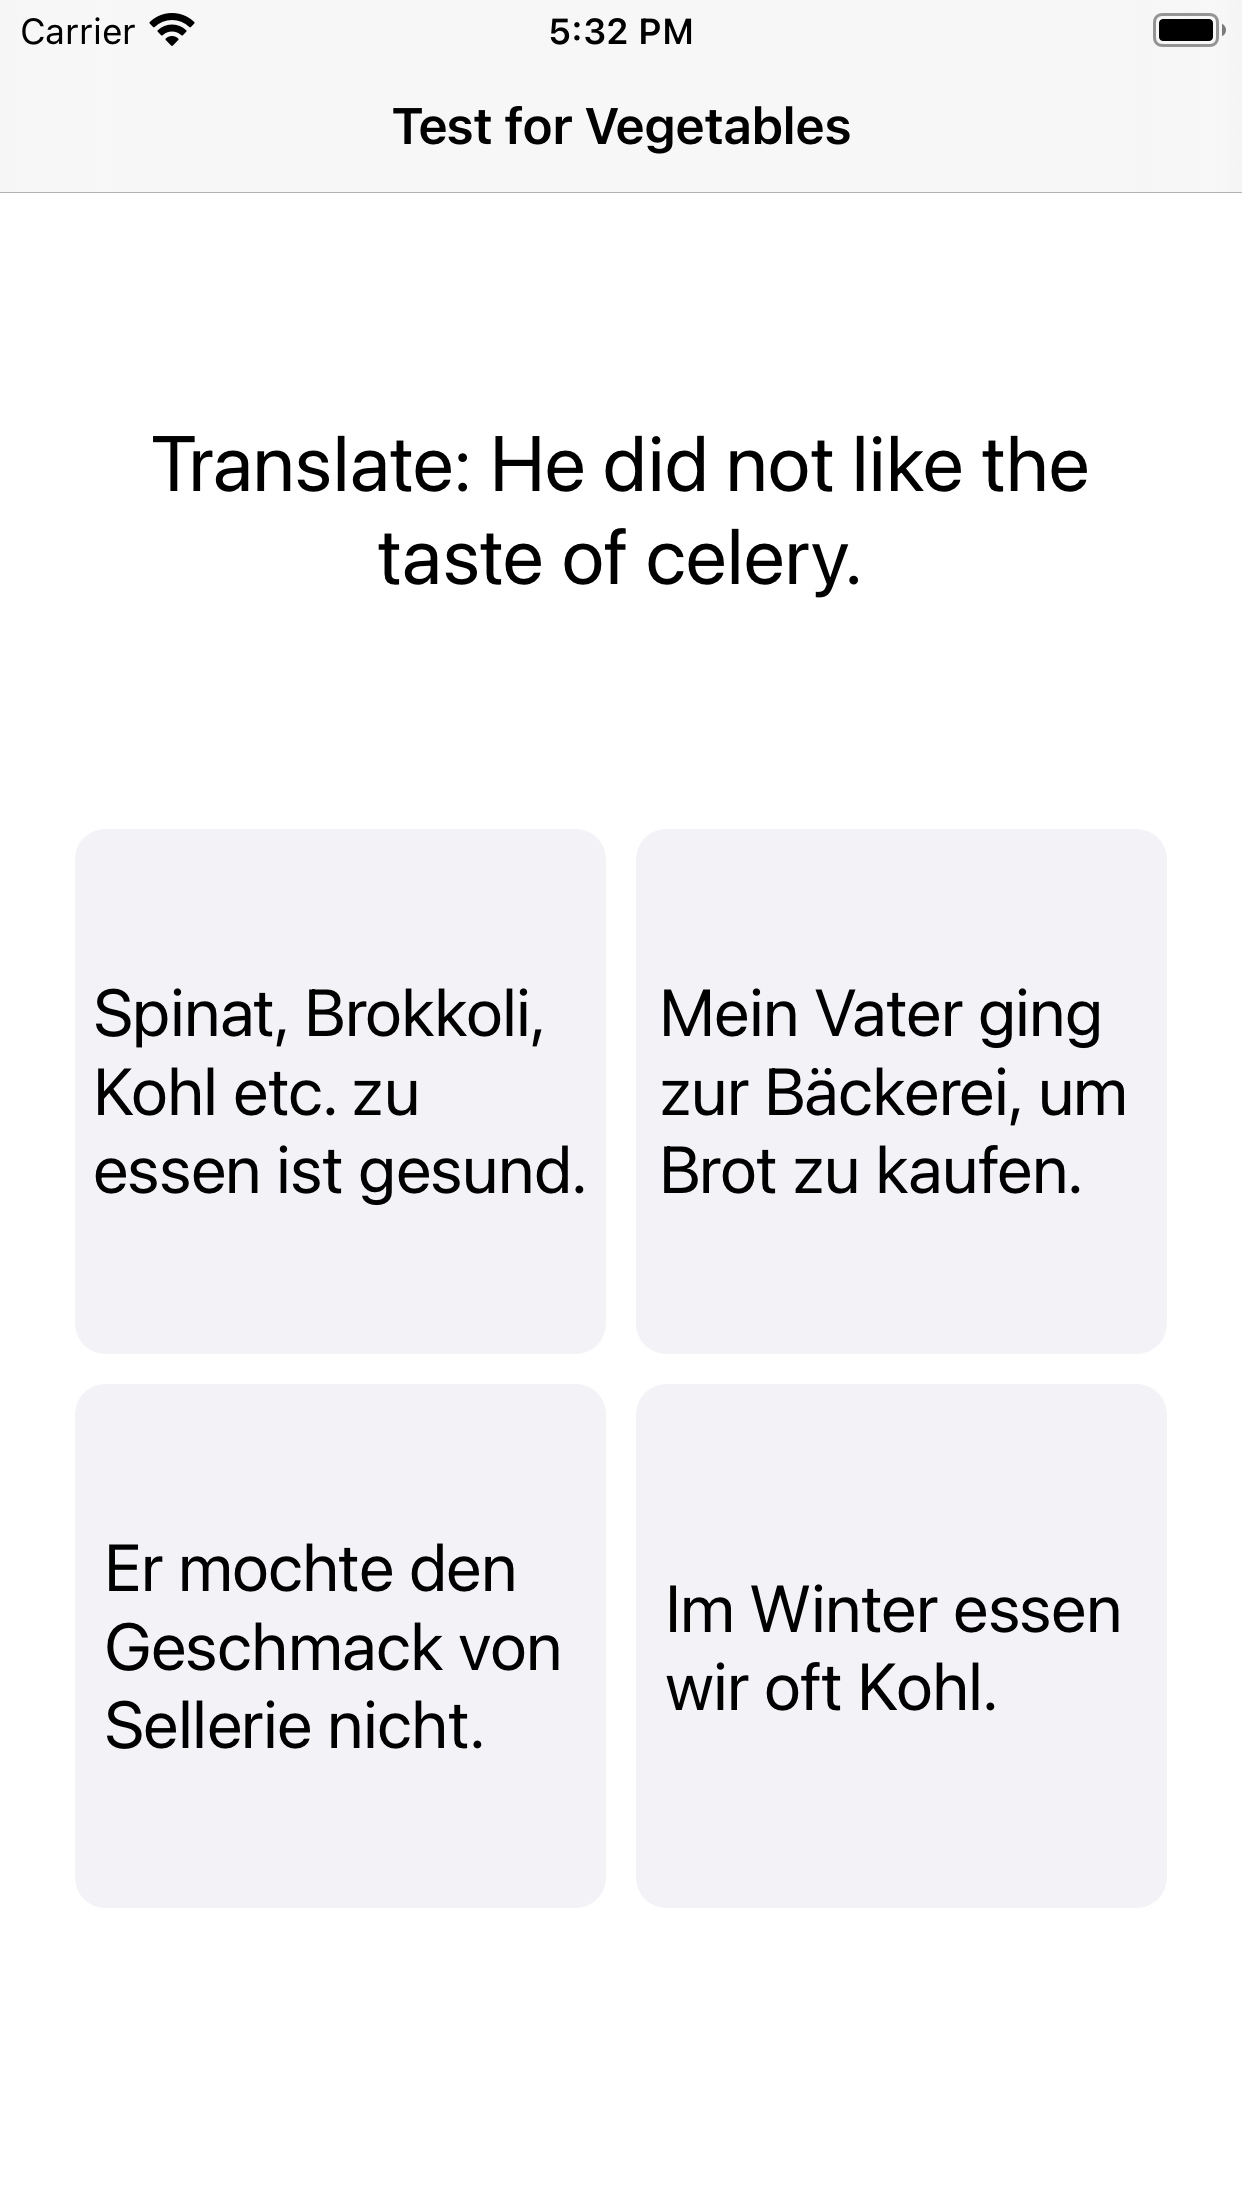 Carrier
5:32 PM
Test for Vegetables
Translate: He did not like the
taste of celery.
Spinat, Brokkoli,
Kohl etc. zu
essen ist gesund.
Mein Vater ging
zur Bäckerei, um
Brot zu kaufen.
Er mochte den
Geschmack von
Sellerie nicht.
Im Winter essen
wir oft Kohl.